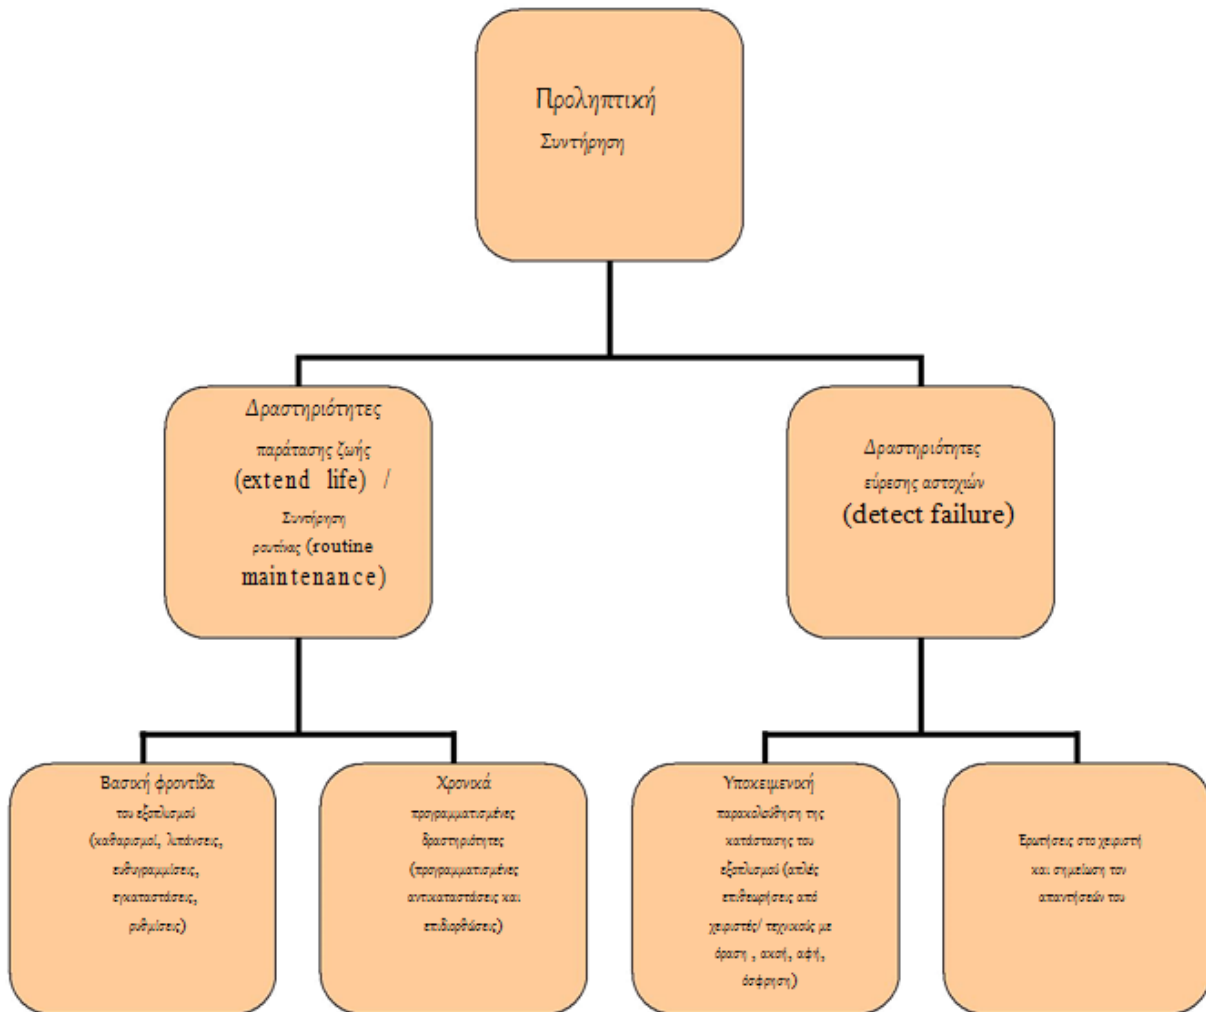 Προληπτική
Συντήρηση
Δραστηριότητες
παράτασης ζωής
(extend life) /
Συντήρηση
ρουτίνας (routine
maintenance)
Δραστηριότητες
εύρεσης αστοχιών
(detect failure)
Βασική φροντίδα
του εξοπλισμού
(καθαρισμοί, λιπάνσεις,
ευθυγραμμίσεις,
εγκαταστάσεις,
ρυθμίσεις)
Χρονικά
προγραμματισμένες
δραστηριότητες
(προγραμματισμένες
αντικαταστάσεις και
επιδιορθώσεις)
Υποκειμενική
παρακολούθηση της
κατάστασης του
εξοπλισμού (απλές
επιθεωρήσεις από
χειριστές/ τεχνικούς με
όραση , ακοή, αφή,
όσφρηση)
Ερωτήσεις στο χειριστή
και σημείωση τον
απαντήσεών του